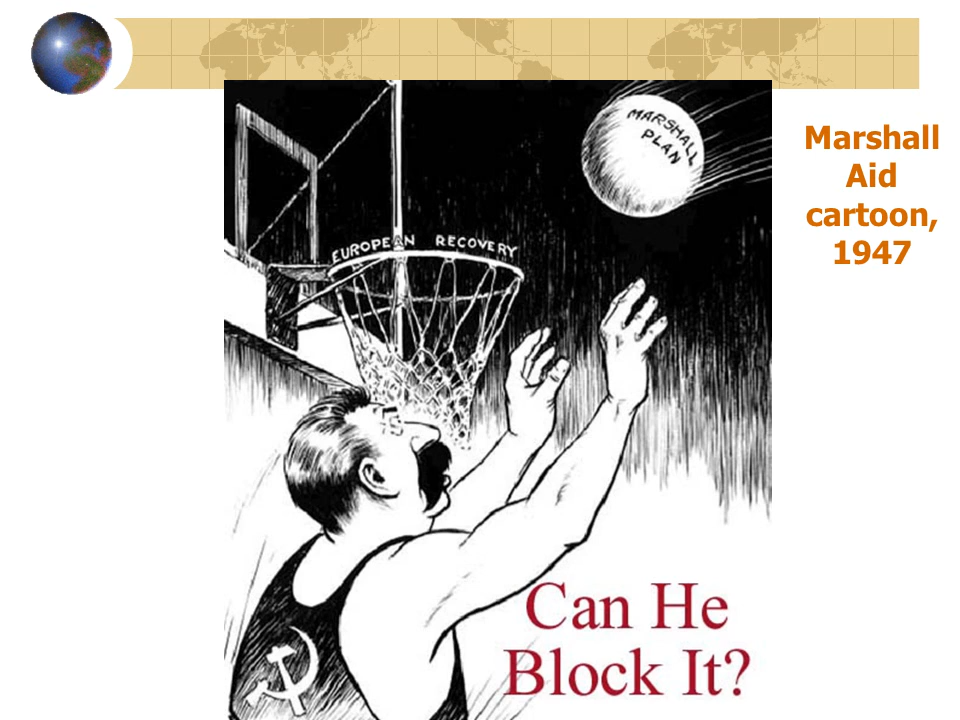 MARSHALL
PLAN
EUROPEAN RECOVERY
Can He
Block It?
Marshall
Aid
cartoon,
1947